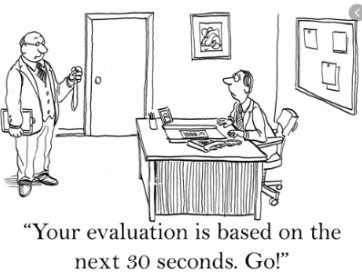 “Your evaluation is based on the
next 30 seconds. Go!”